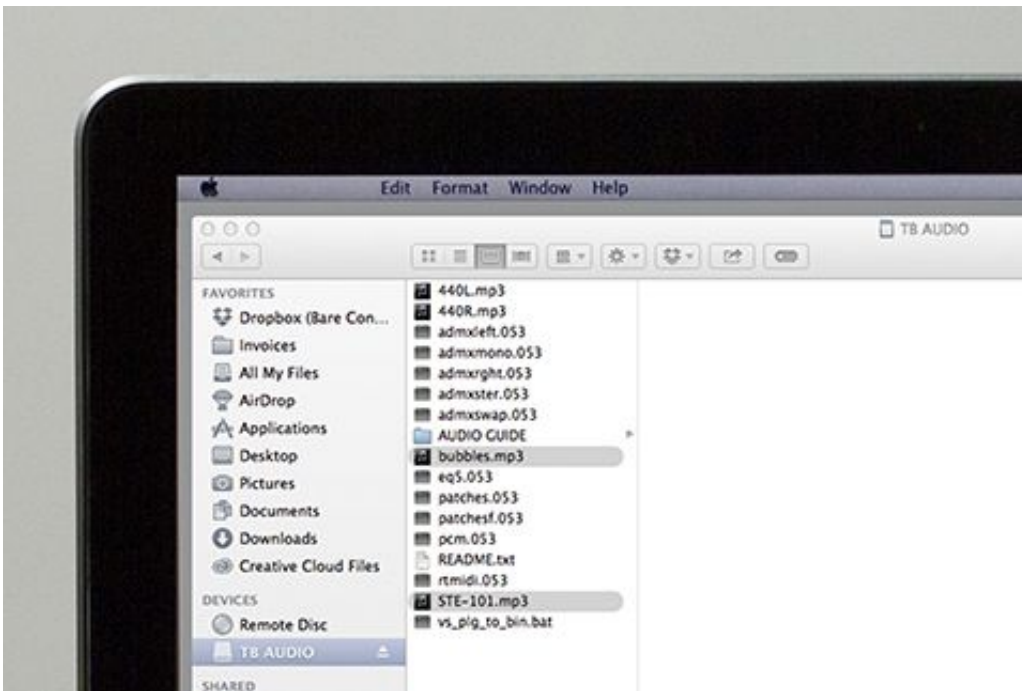 Edit Format Window Help
TB AUDIO
FAVORITES
Dropbox (Bare Con...
Invoices
All My Files
AirDrop
Applications
Desktop
Pictures
Documents
Downloads
Creative Cloud Files
DEVICES
Remote Disc
TB AUDIO
SHARED
440L.mp3
440R.mp3
admxleft.053
admxmono.053
admxrght.053
admxster.053
admxswap.053
AUDIO GUIDE
bubbles.mp3
eq5.053
patches.053
patchesf.053
pcm.053
README.txt
rtmidi.053
STE-101.mp3
vs_plg_to_bin.bat